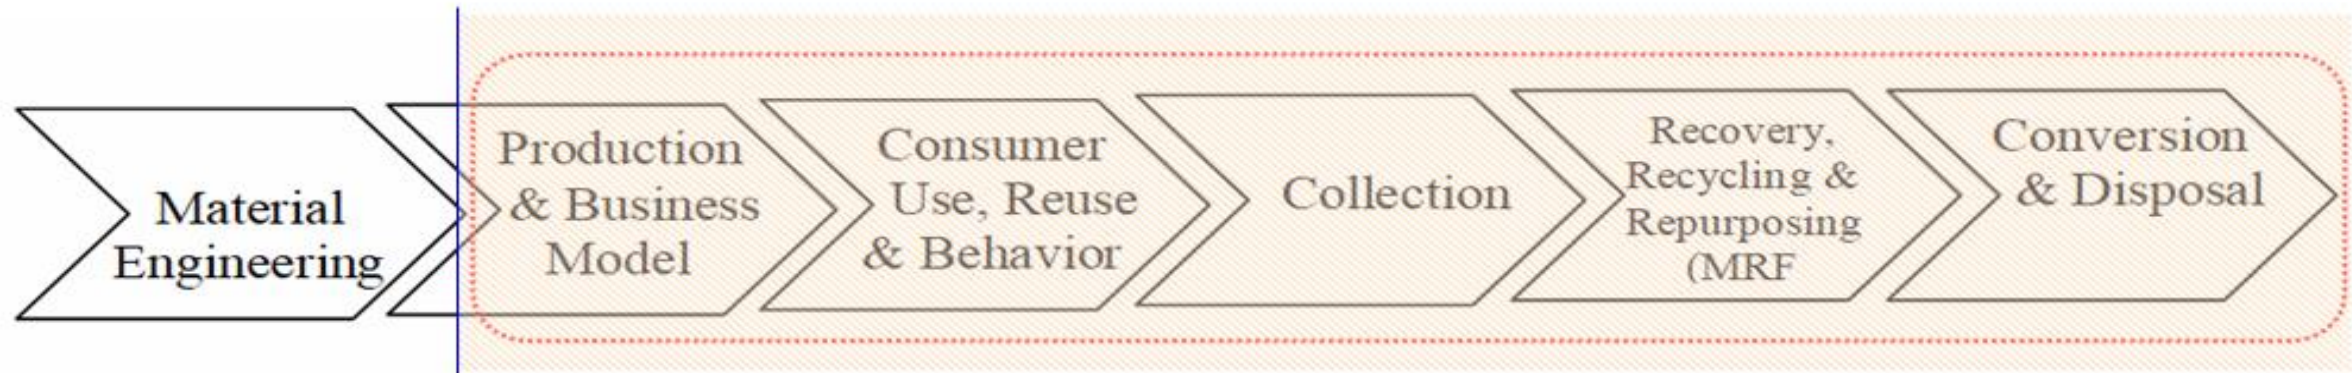 Material
Engineering
Production
& Business
Model
Consumer
Use, Reuse
& Behavior
Collection
Recovery,
Recycling &
Repurposing
(MRF
Conversion
& Disposal